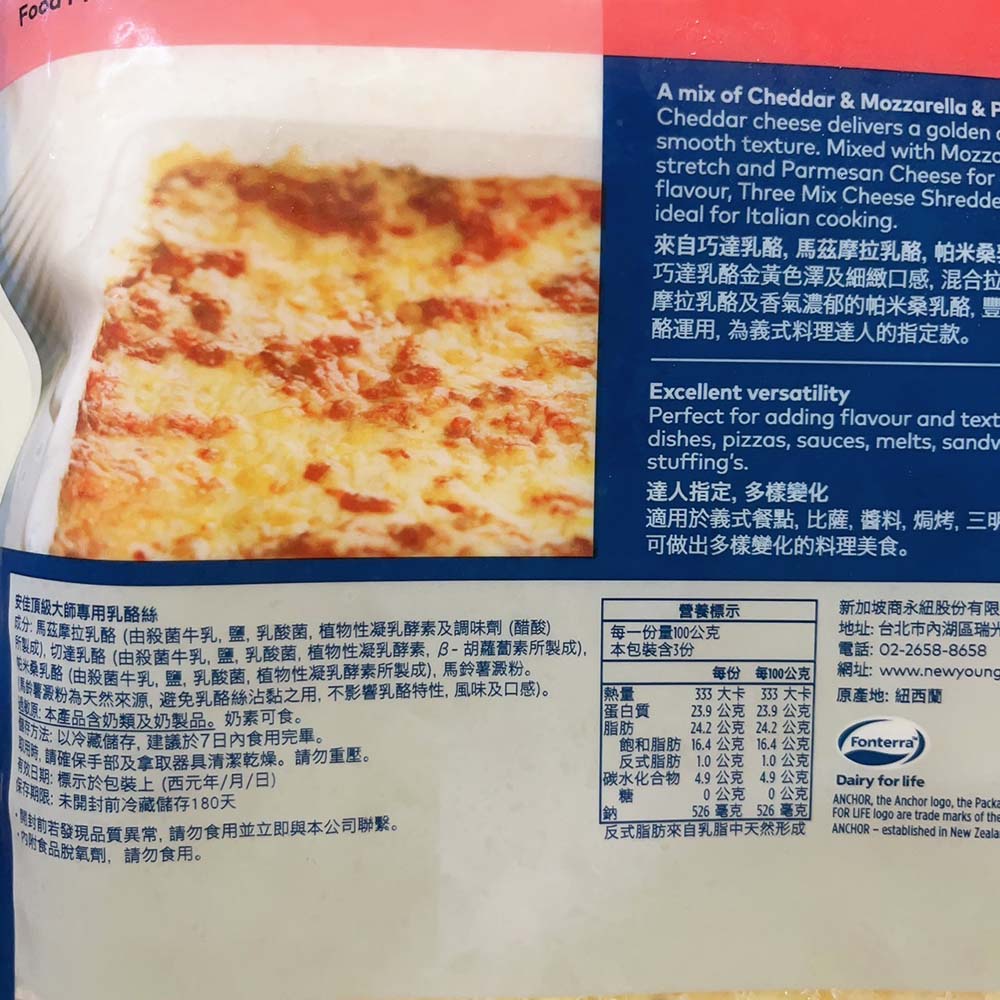 Food
A mix of Cheddar & Mozzarella &
Cheddar cheese delivers a golden
smooth texture. Mixed with Mozza
stretch and Parmesan Cheese for
flavour, Three Mix Cheese Shredde
ideal for Italian cooking.
來自巧達乳酪, 馬茲摩拉乳酪, 帕米桑
巧達乳酪金黃色澤及細緻口感, 混合拉
摩拉乳酪及香氣濃郁的帕米桑乳酪, 豐
酪運用, 為義式料理達人的指定款。
Excellent versatility
Perfect for adding flavour and text
dishes, pizzas, sauces, melts, sandw
stuffing's.
達人指定, 多樣變化
適用於義式餐點, 比薩, 醬料, 焗烤, 三明
可做出多樣變化的料理美食。
安佳頂級大師專用乳酪絲
成分: 馬茲摩拉乳酪 (由殺菌牛乳, 鹽, 乳酸菌, 植物性凝乳酵素及調味劑 (醋酸)
所製成), 切達乳酪 (由殺菌牛乳, 鹽, 乳酸菌, 植物性凝乳酵素, β-胡蘿蔔素所製成),
帕米桑乳酪 (由殺菌牛乳, 鹽, 乳酸菌, 植物性凝乳酵素所製成), 馬鈴薯澱粉。
(馬鈴薯澱粉為天然來源, 避免乳酪絲沾黏之用, 不影響乳酪特性, 風味及口感)。
過敏原: 本產品含奶類及奶製品。奶素可食。
儲存方法: 以冷藏儲存, 建議於7日內食用完畢。
取用時, 請確保手部及拿取器具清潔乾燥。請勿重壓。
有效日期: 標示於包裝上 (西元年/月/日)
保存期限: 未開封前冷藏儲存180天
·開封前若發現品質異常, 請勿食用並立即與本公司聯繫。
·內附食品脫氧劑, 請勿食用。
營養標示
每一份量100公克
本包裝含3份
每份 每100公克
熱量 333 大卡 333 大卡
蛋白質 23.9 公克 23.9 公克
脂肪 24.2 公克 24.2 公克
飽和脂肪 16.4 公克 16.4 公克
反式脂肪 1.0 公克 1.0 公克
碳水化合物 4.9 公克 4.9 公克
糖 0 公克 0 公克
鈉 526 毫克 526 毫克
反式脂肪來自乳脂中天然形成
新加坡商永紐股份有限
地址: 台北市內湖區瑞光
電話: 02-2658-8658
網址: www.newyoung
原產地: 紐西蘭
Fonterra
Dairy for life
ANCHOR, the Anchor logo, the Packa
FOR LIFE logo are trade marks of the
ANCHOR – established in New Zeala